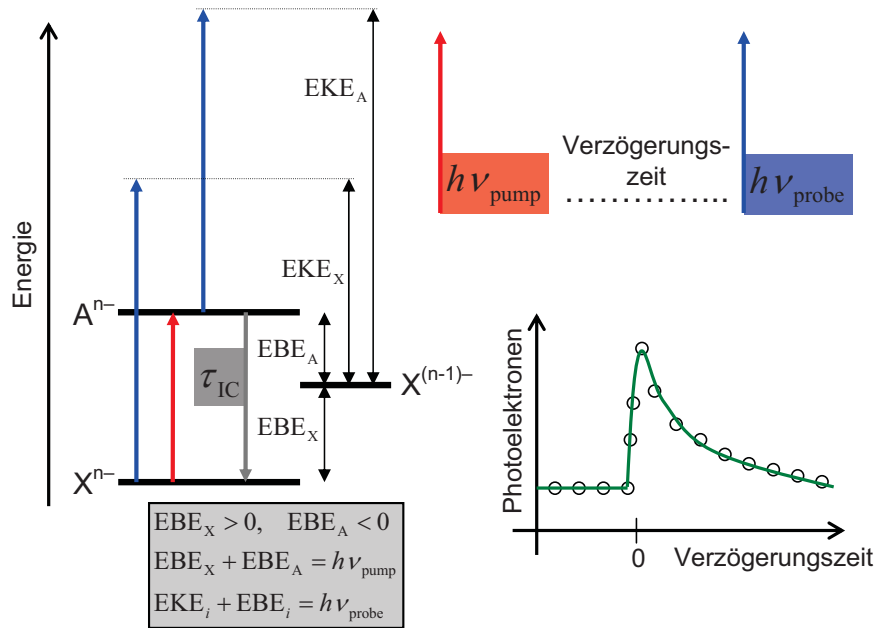 Energie
EKE_A
EKE_X
A^{n–}
EBE_A
τ_IC
X^{(n-1)–}
EBE_X
X^{n–}
EBE_X > 0, EBE_A < 0
EBE_X + EBE_A = hν_pump
EKE_i + EBE_i = hν_probe
hν_pump
Verzögerungs-
zeit
hν_probe
Photoelektronen
0
Verzögerungszeit